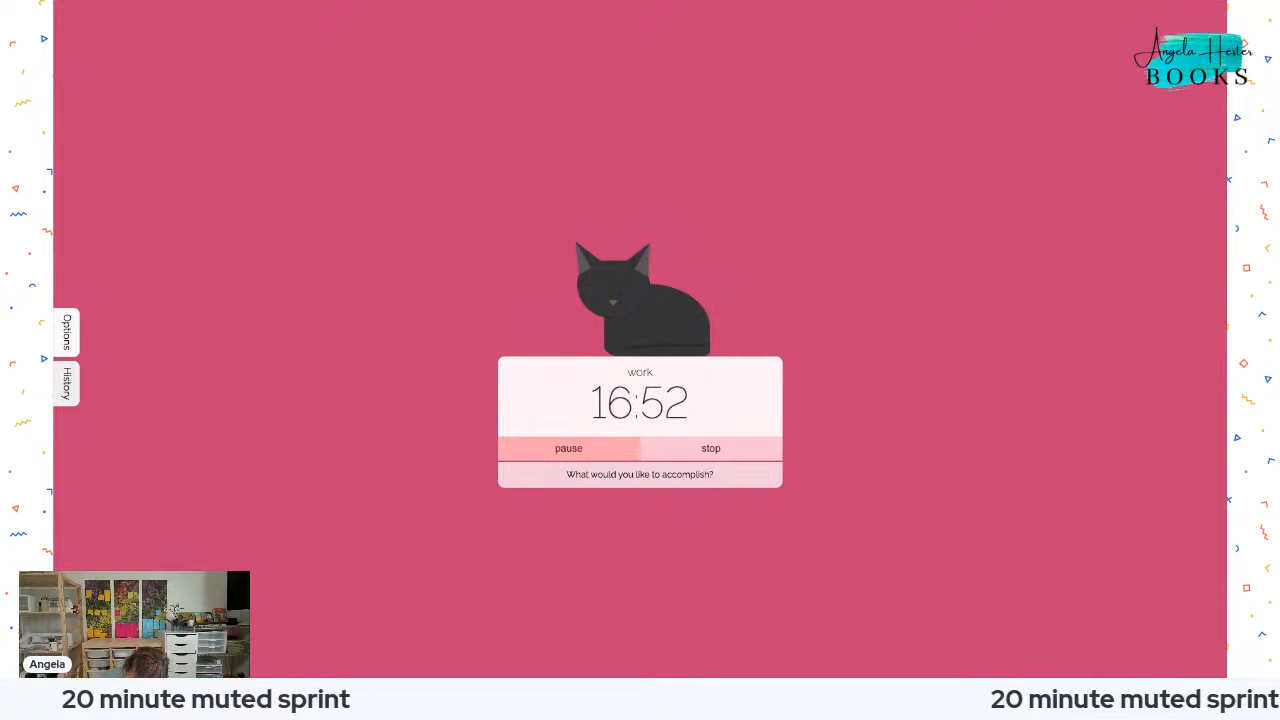 Angela Hester
BOOKS
Options
History
work
16:52
pause
stop
What would you like to accomplish?
Angela
20 minute muted sprint
20 minute muted sprint